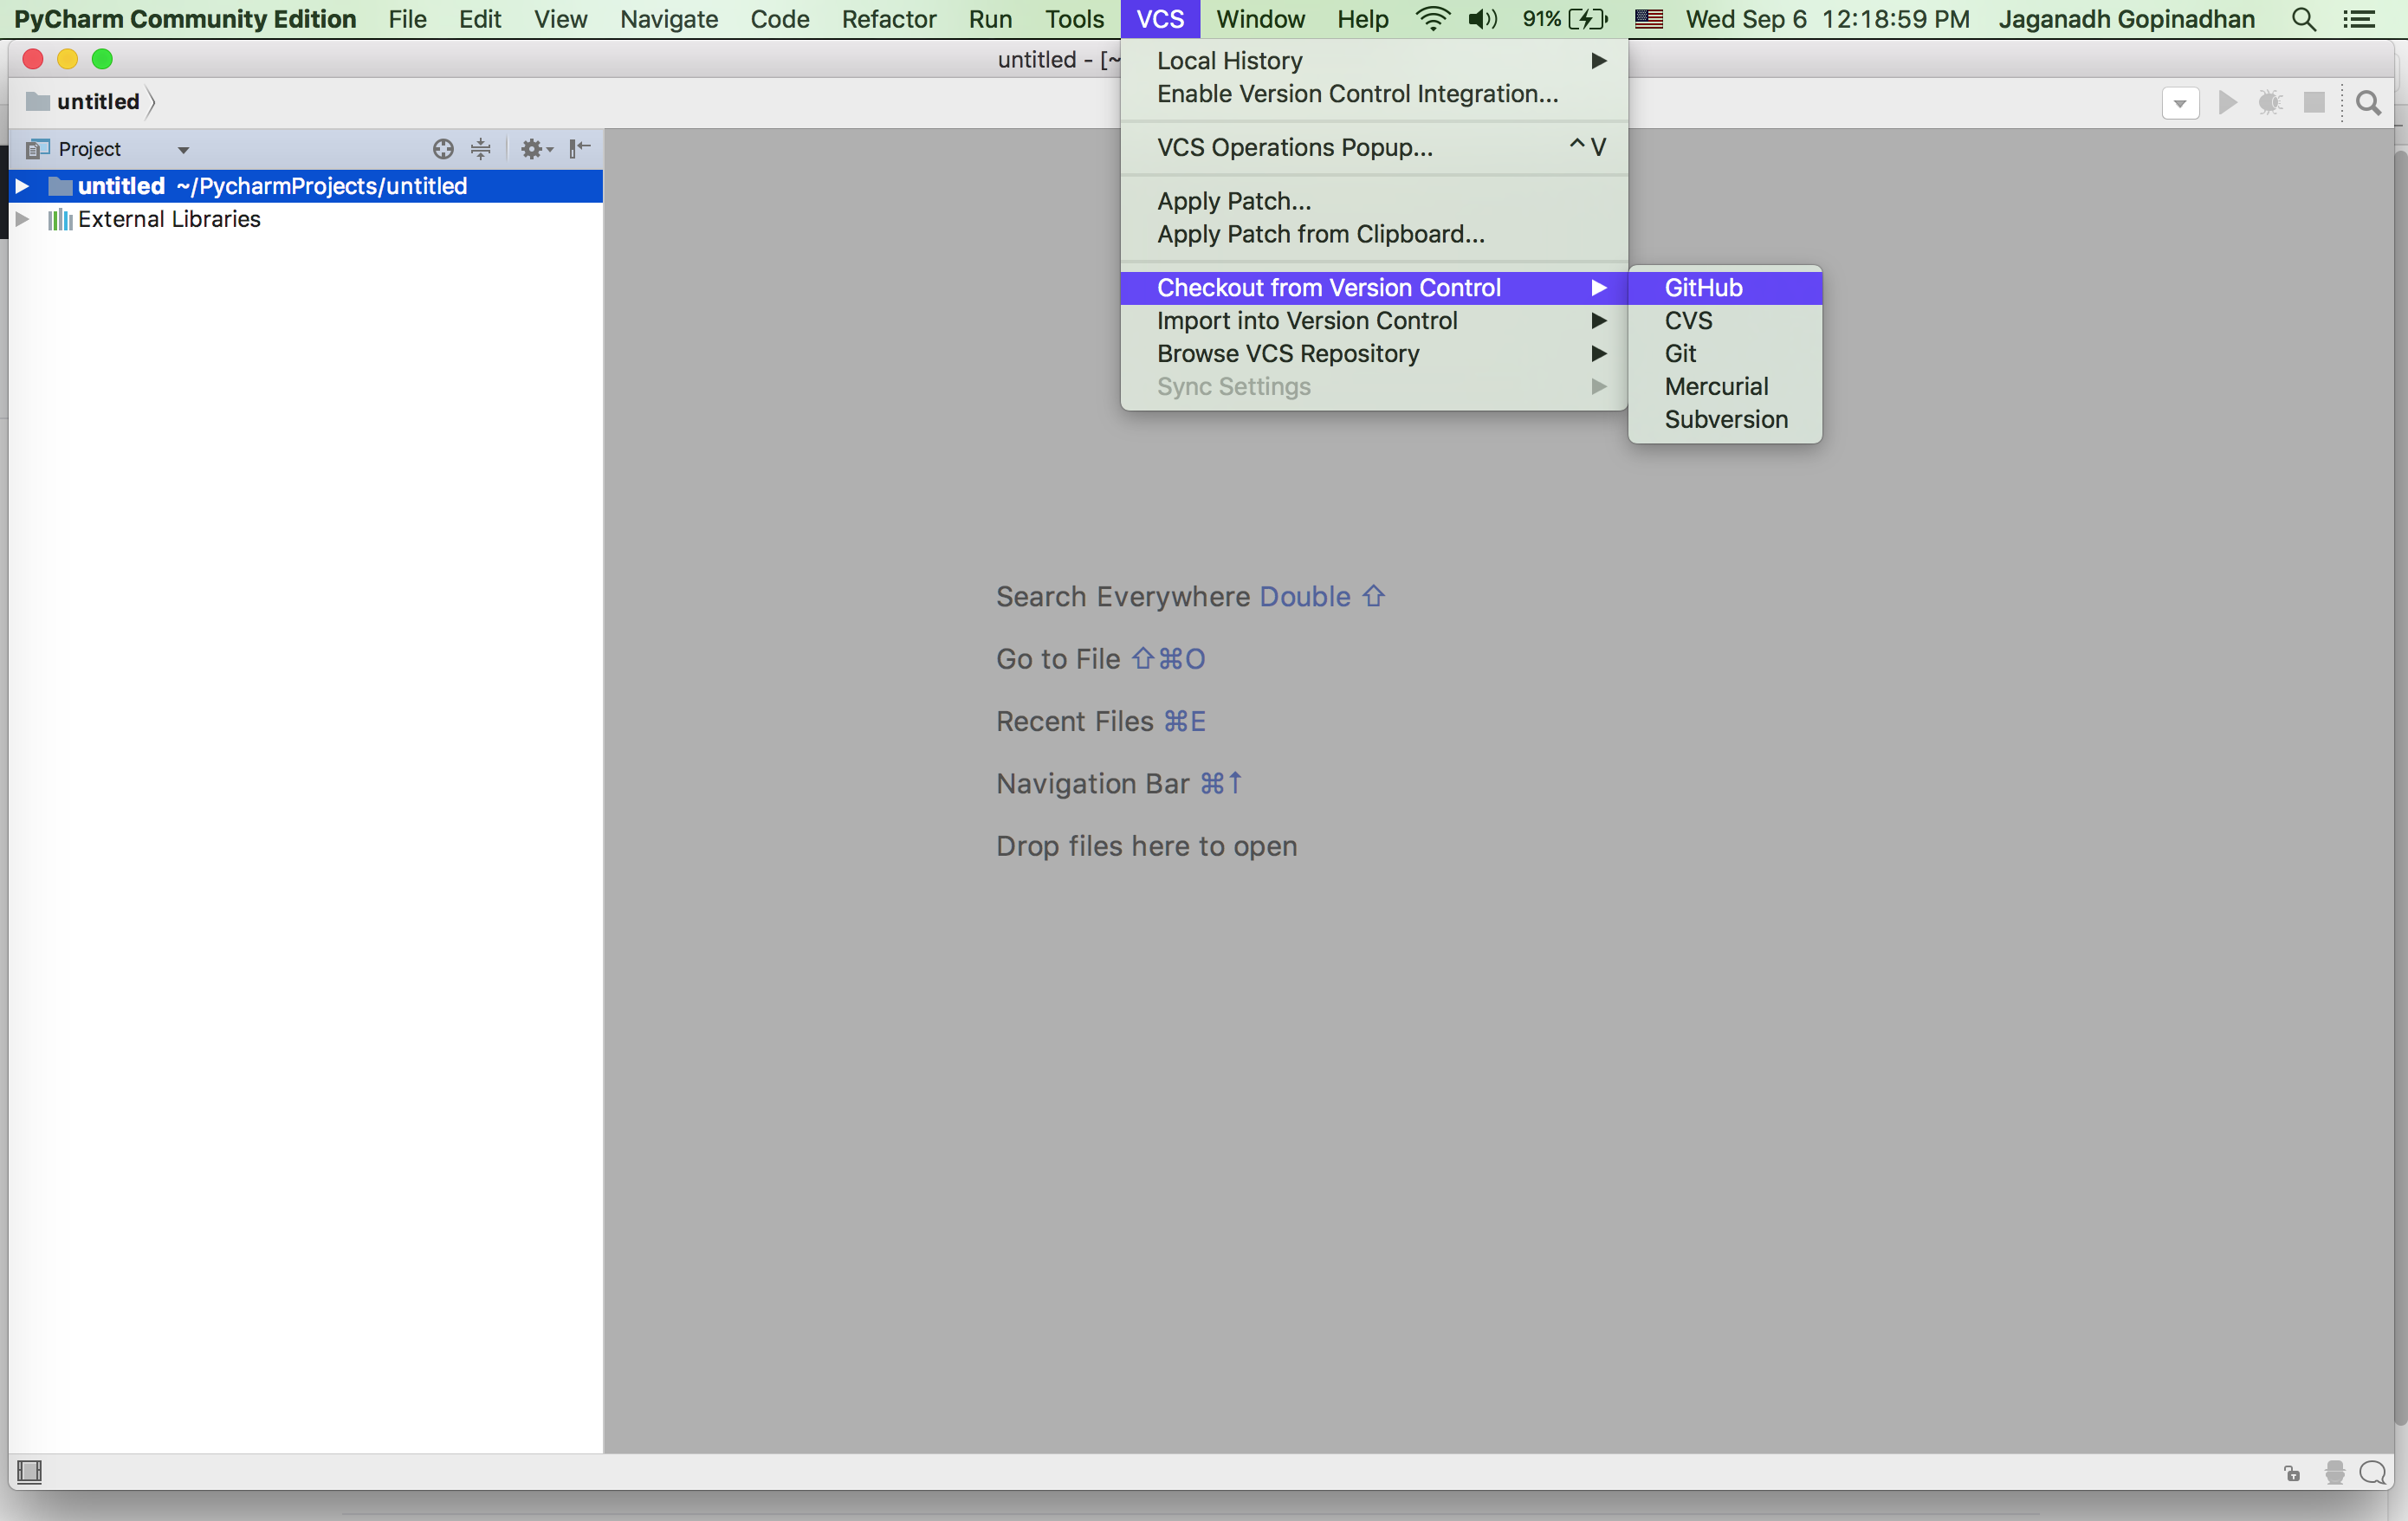 PyCharm Community Edition File Edit View Navigate Code Refactor Run Tools VCS Window Help 91% Wed Sep 6 12:18:59 PM Jaganadh Gopinadhan
untitled - [~
untitled
Project
untitled ~/PycharmProjects/untitled
External Libraries
Local History
Enable Version Control Integration...
VCS Operations Popup... ^V
Apply Patch...
Apply Patch from Clipboard...
Checkout from Version Control
Import into Version Control
Browse VCS Repository
Sync Settings
GitHub
CVS
Git
Mercurial
Subversion
Search Everywhere Double ⇧
Go to File ⇧⌘O
Recent Files ⌘E
Navigation Bar ⌘↑
Drop files here to open